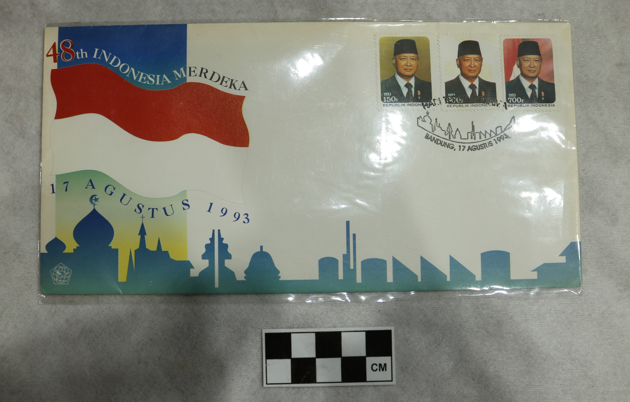 48th INDONESIA MERDEKA
17 AGUSTUS 1993
150r
700r
REPUBLIK INDONESIA
BANDUNG, 17 AGUSTUS 1993
CM